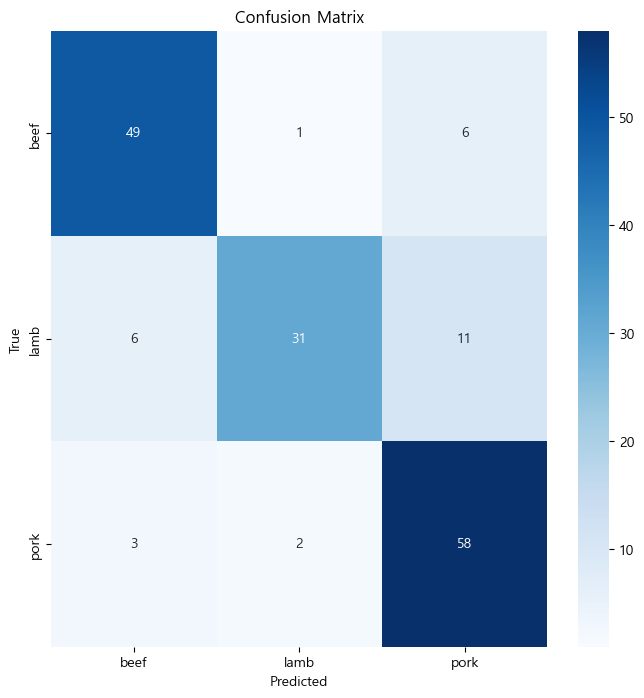 Confusion Matrix
beef
49
1
6
50
40
True
lamb
6
31
11
30
20
pork
3
2
58
10
beef
lamb
pork
Predicted